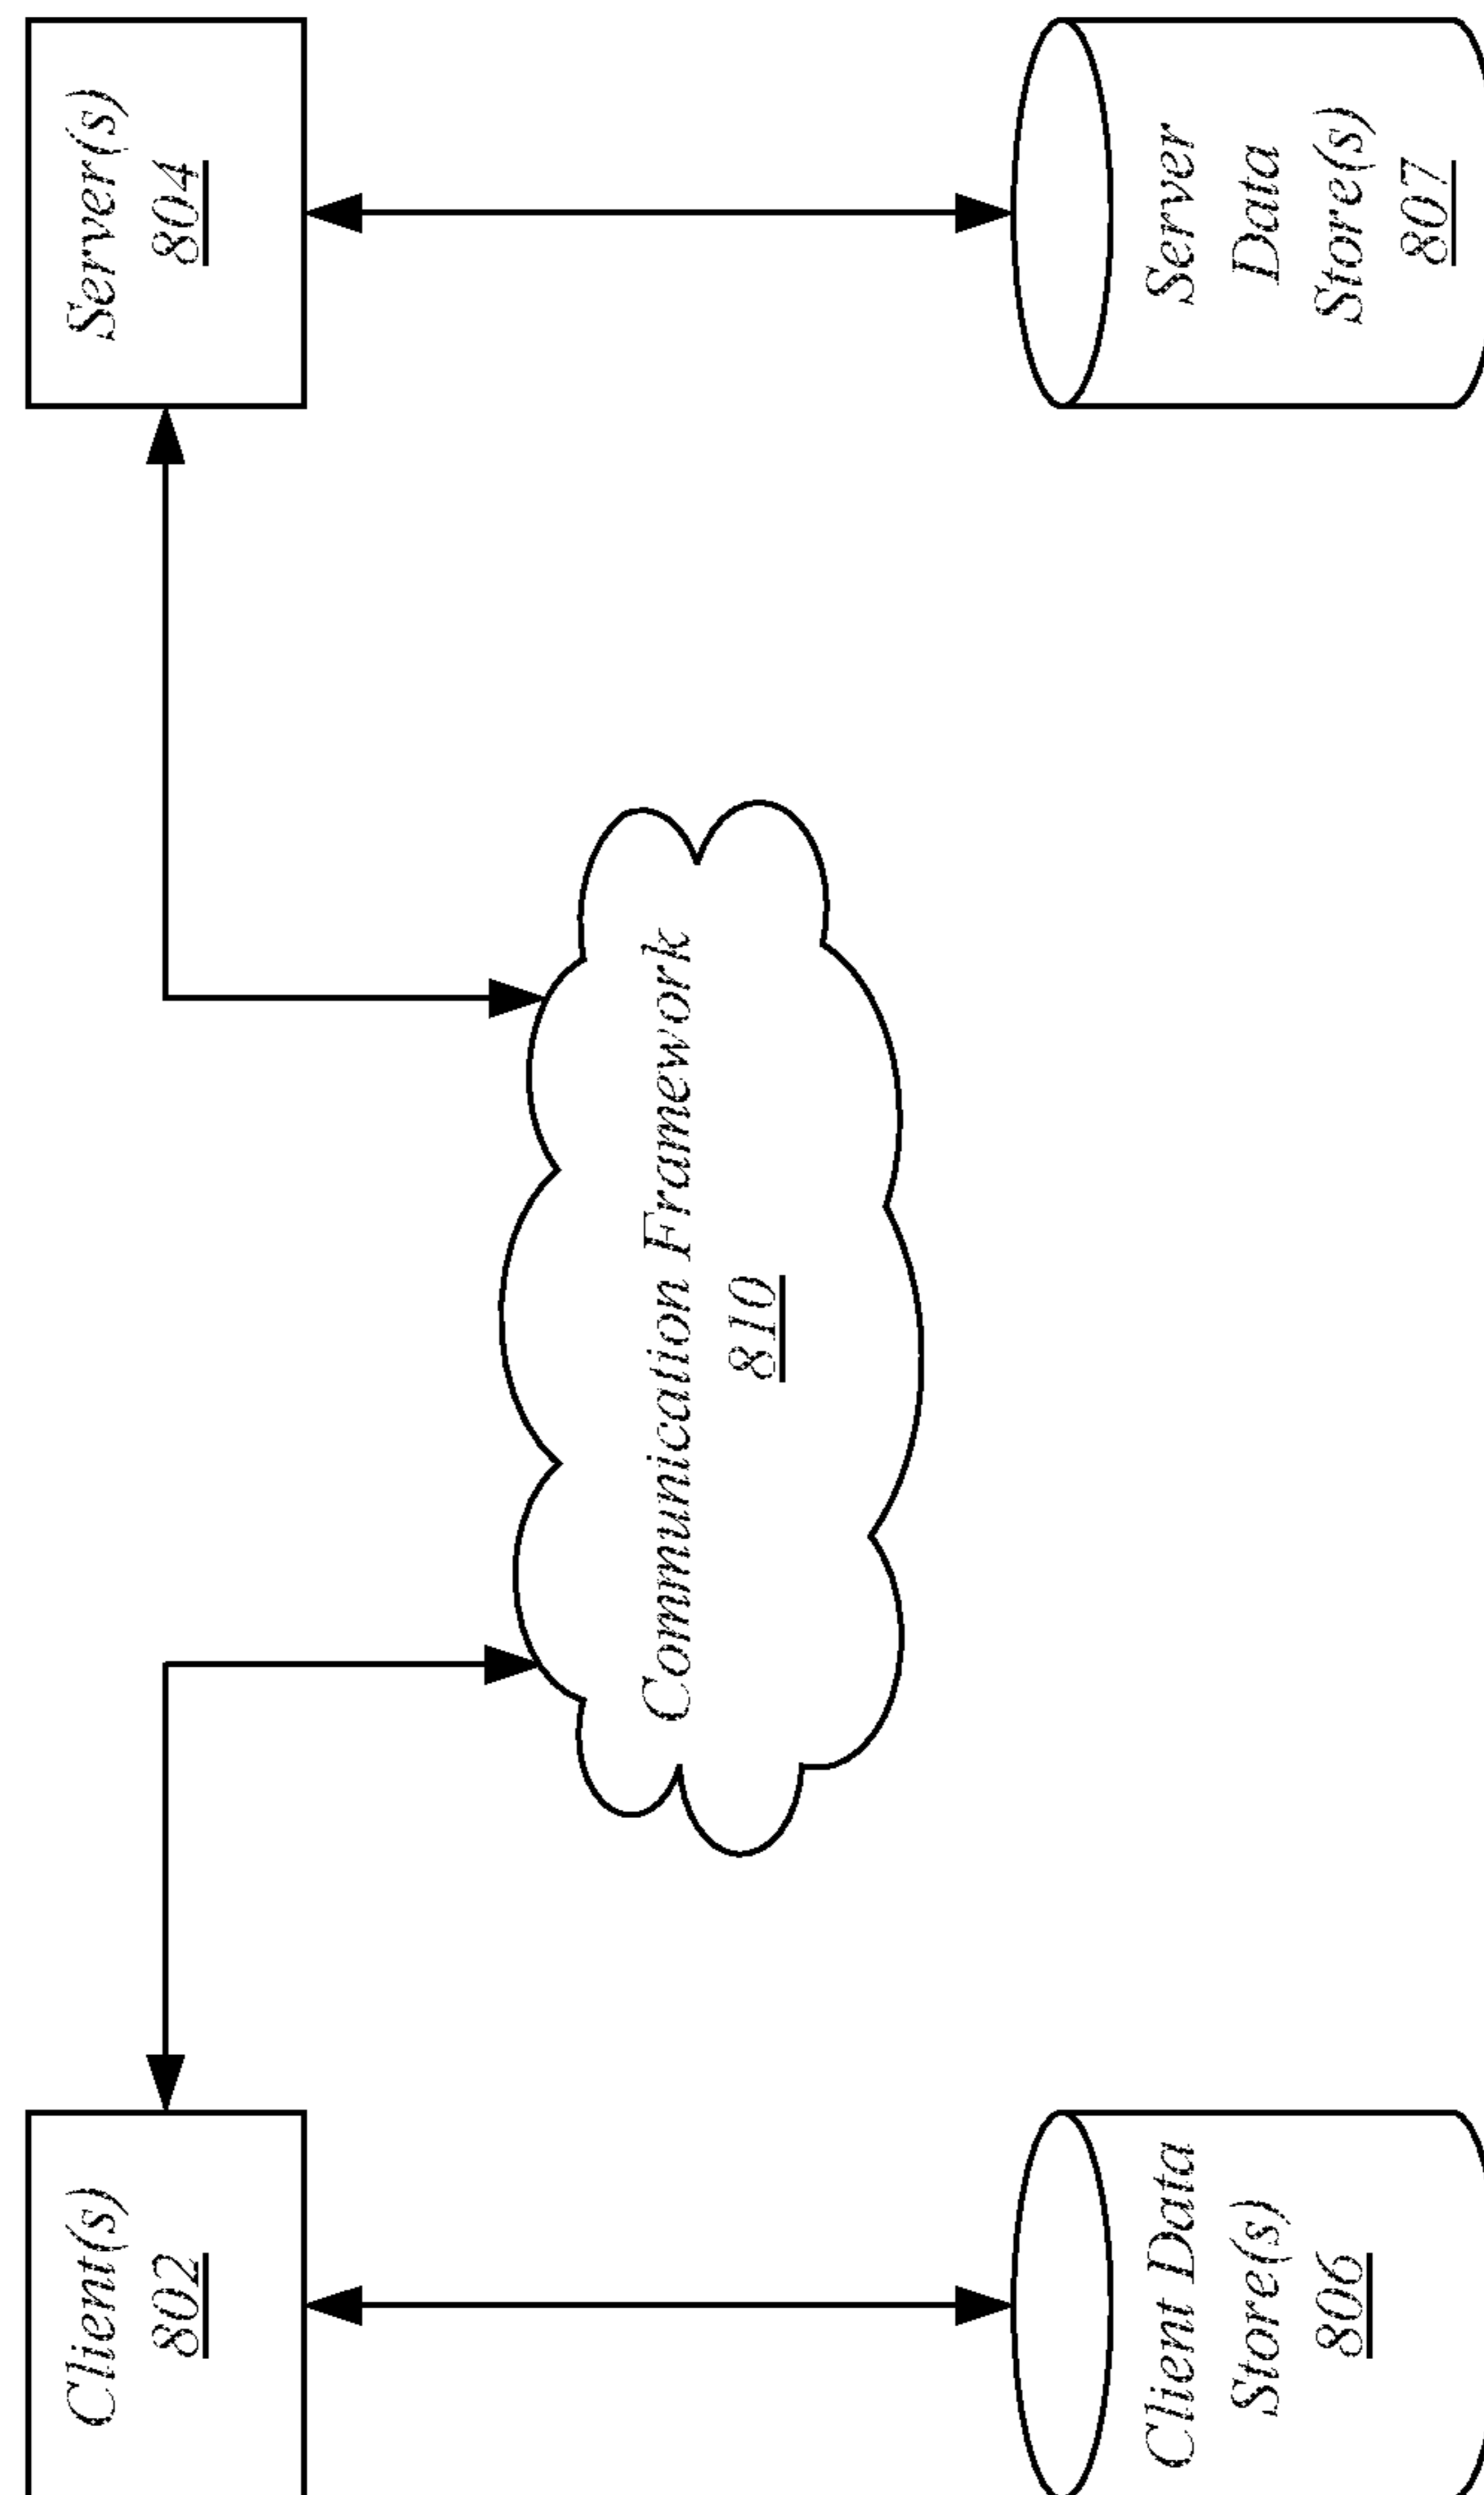 Client(s)
802
Server(s)
804
Communication Framework
810
Client Data
Store(s)
806
Server
Data
Store(s)
807